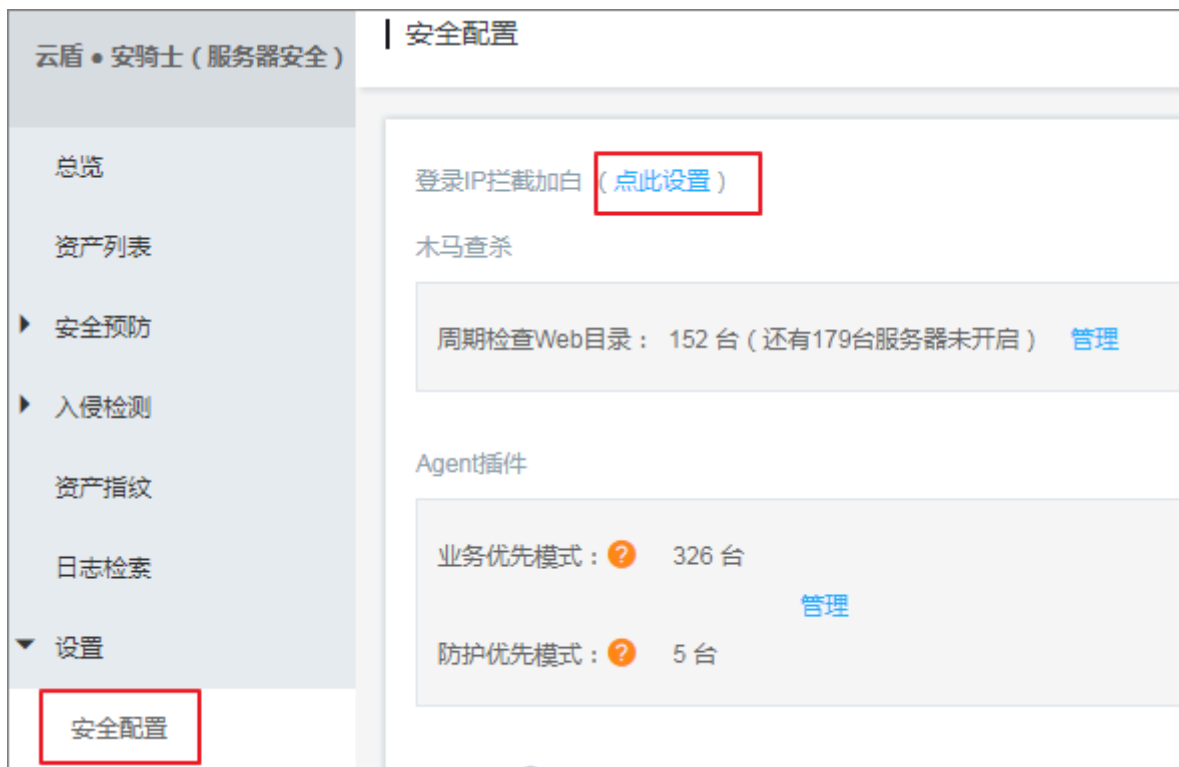 云盾 • 安骑士（服务器安全）
总览
资产列表
安全预防
入侵检测
资产指纹
日志检索
设置
安全配置
安全配置
登录IP拦截加白 （点此设置）
木马查杀
周期检查Web目录： 152 台（还有179台服务器未开启） 管理
Agent插件
业务优先模式：? 326 台
管理
防护优先模式：? 5 台